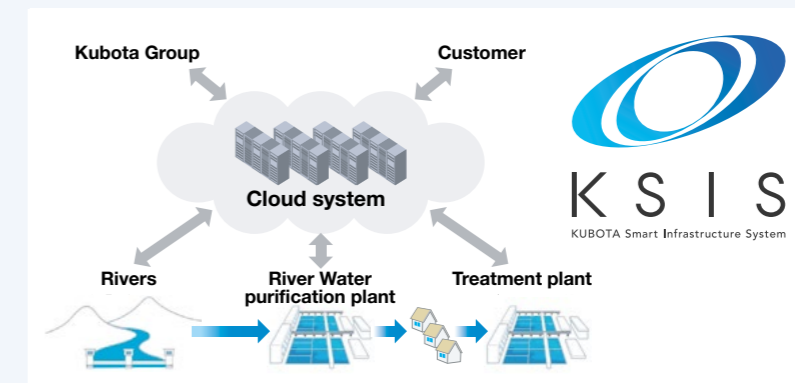 Kubota Group
Customer
Cloud system
KSIS
KUBOTA Smart Infrastructure System
Rivers
River Water
purification plant
Treatment plant